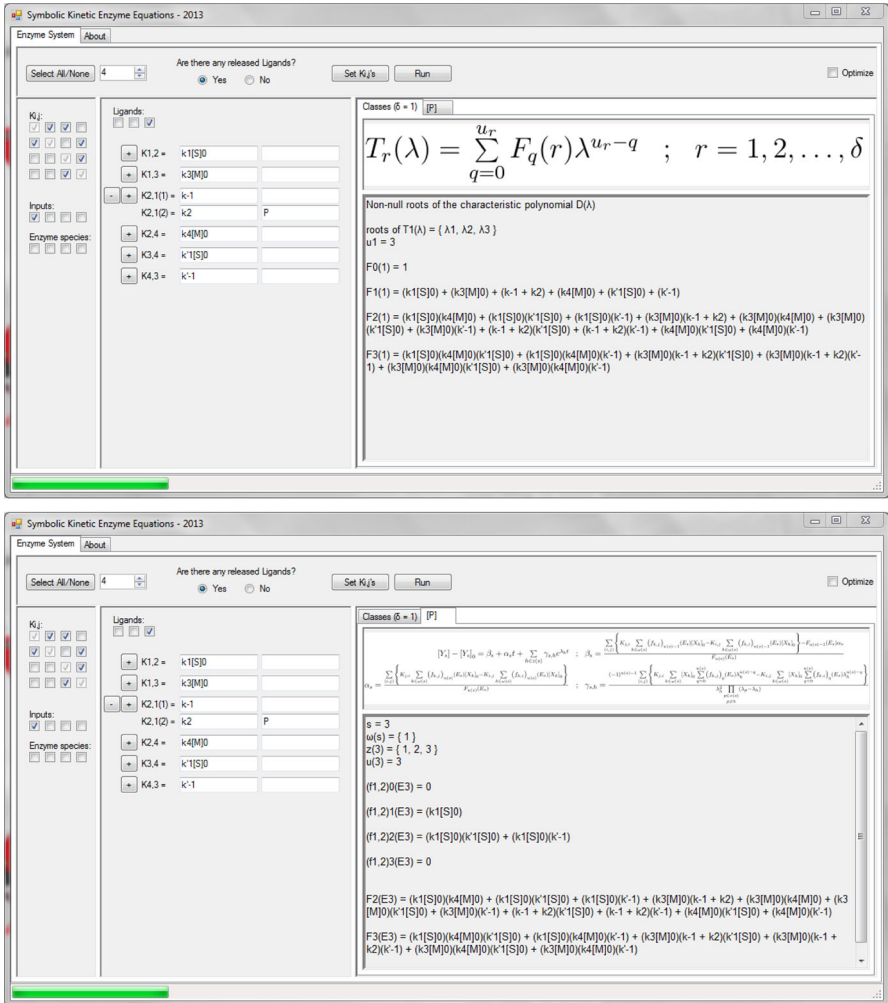 Symbolic Kinetic Enzyme Equations - 2013
Enzyme System About
Select All/None 4 Are there any released Ligands? Yes No Set Ki,j's Run Optimize
Ki,j:
Inputs:
Enzyme species:
Ligands:
K1,2 = k1[S]0
K1,3 = k3[M]0
- + K2,1(1) = k-1
K2,1(2) = k2 P
+ K2,4 = k4[M]0
+ K3,4 = k'1[S]0
+ K4,3 = k'-1
Classes (δ = 1) [P]
T_r(λ) = Σ_{q=0}^{u_r} F_q(r)λ^{u_r−q} ; r = 1, 2, . . . , δ
Non-null roots of the characteristic polynomial D(λ)
roots of T1(λ) = { λ1, λ2, λ3 }
u1 = 3
F0(1) = 1
F1(1) = (k1[S]0) + (k3[M]0) + (k-1 + k2) + (k4[M]0) + (k'1[S]0) + (k'-1)
F2(1) = (k1[S]0)(k4[M]0) + (k1[S]0)(k'1[S]0) + (k1[S]0)(k'-1) + (k3[M]0)(k-1 + k2) + (k3[M]0)(k4[M]0) + (k3[M]0)
(k'1[S]0) + (k3[M]0)(k'-1) + (k-1 + k2)(k'1[S]0) + (k-1 + k2)(k'-1) + (k4[M]0)(k'1[S]0) + (k4[M]0)(k'-1)
F3(1) = (k1[S]0)(k4[M]0)(k'1[S]0) + (k1[S]0)(k4[M]0)(k'-1) + (k3[M]0)(k-1 + k2)(k'1[S]0) + (k3[M]0)(k-1 + k2)(k'-
1) + (k3[M]0)(k4[M]0)(k'1[S]0) + (k3[M]0)(k4[M]0)(k'-1)
Symbolic Kinetic Enzyme Equations - 2013
Enzyme System About
Select All/None 4 Are there any released Ligands? Yes No Set Ki,j's Run Optimize
Ki,j:
Inputs:
Enzyme species:
Ligands:
+ K1,2 = k1[S]0
+ K1,3 = k3[M]0
- + K2,1(1) = k-1
K2,1(2) = k2 P
+ K2,4 = k4[M]0
+ K3,4 = k'1[S]0
+ K4,3 = k'-1
Classes (δ = 1) [P]
s = 3
ω(s) = { 1 }
z(3) = { 1, 2, 3 }
u(3) = 3
(f1,2)0(E3) = 0
(f1,2)1(E3) = (k1[S]0)
(f1,2)2(E3) = (k1[S]0)(k'1[S]0) + (k1[S]0)(k'-1)
(f1,2)3(E3) = 0
F2(E3) = (k1[S]0)(k4[M]0) + (k1[S]0)(k'1[S]0) + (k1[S]0)(k'-1) + (k3[M]0)(k-1 + k2) + (k3[M]0)(k4[M]0) + (k3
[M]0)(k'1[S]0) + (k3[M]0)(k'-1) + (k-1 + k2)(k'1[S]0) + (k-1 + k2)(k'-1) + (k4[M]0)(k'1[S]0) + (k4[M]0)(k'-1)
F3(E3) = (k1[S]0)(k4[M]0)(k'1[S]0) + (k1[S]0)(k4[M]0)(k'-1) + (k3[M]0)(k-1 + k2)(k'1[S]0) + (k3[M]0)(k-1 +
k2)(k'-1) + (k3[M]0)(k4[M]0)(k'1[S]0) + (k3[M]0)(k4[M]0)(k'-1)